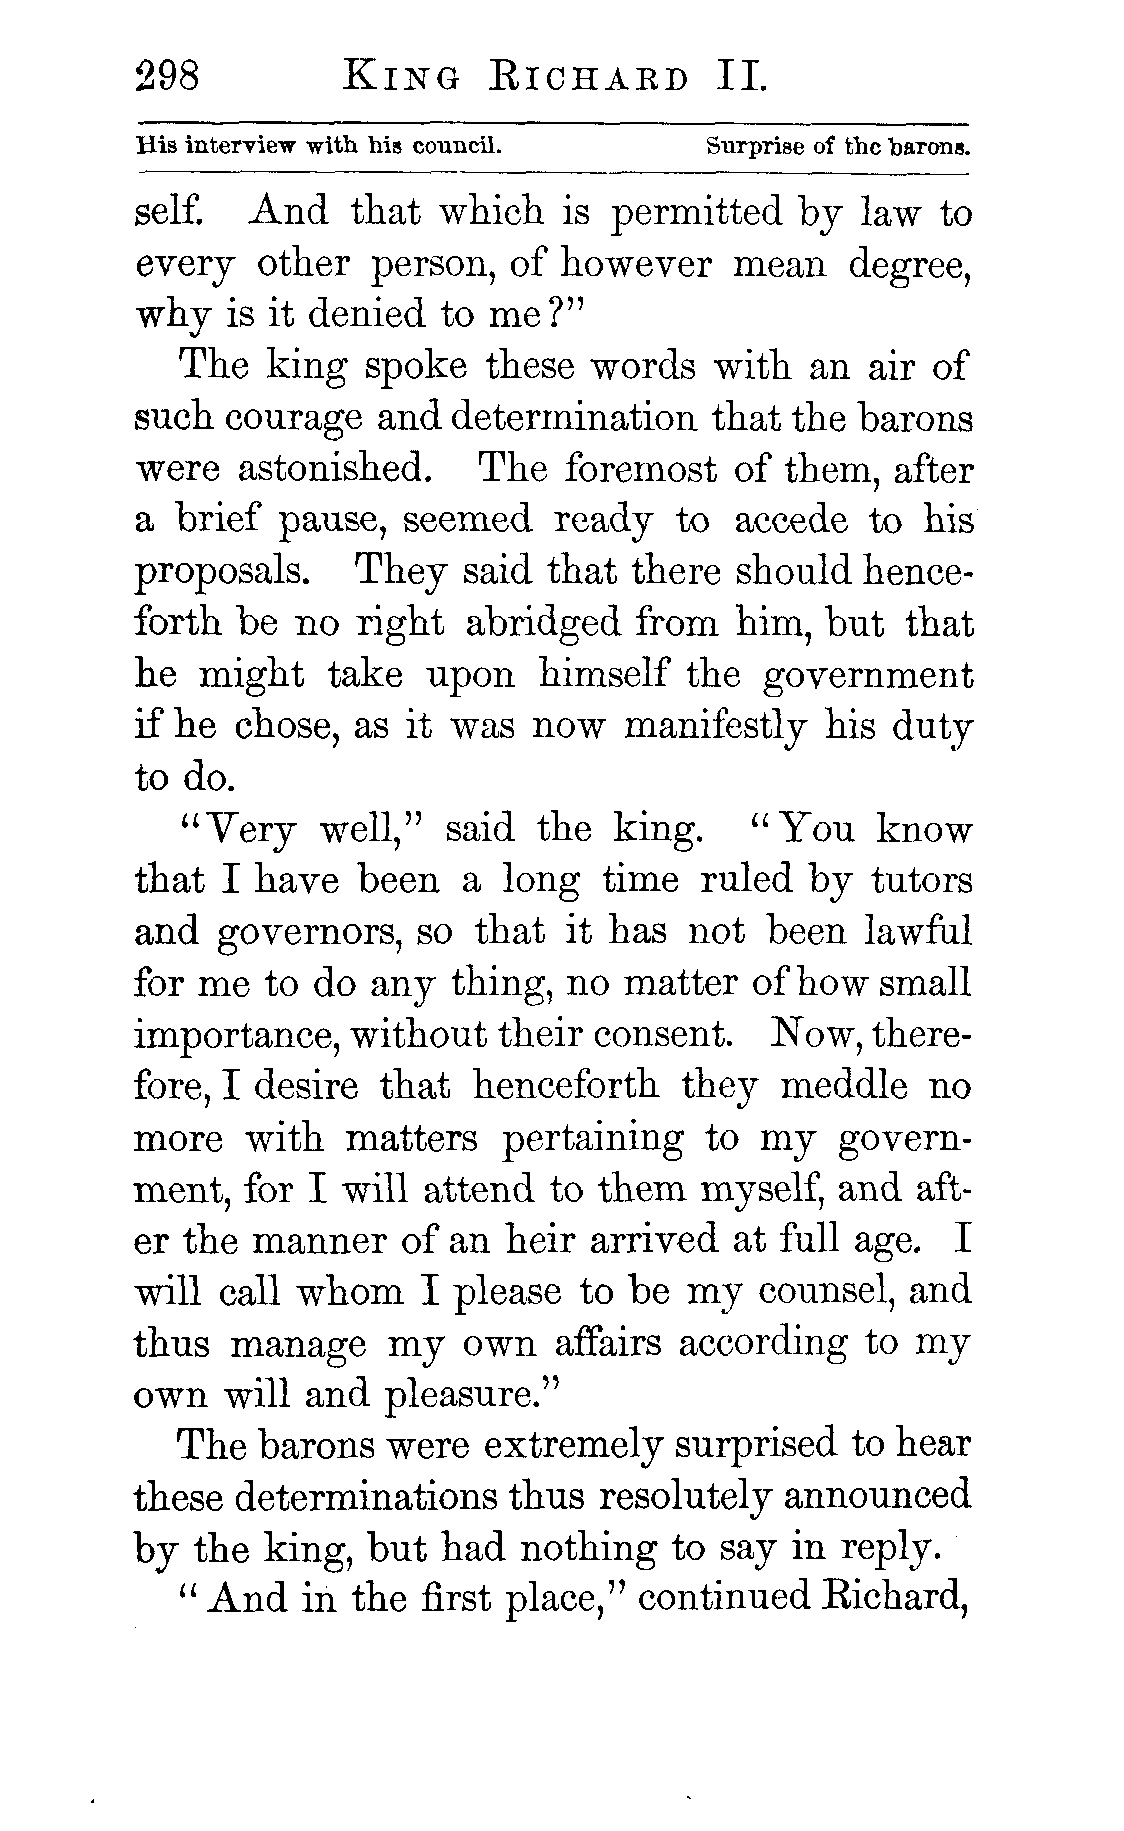 298 KING RICHARD II.
His interview with his council. Surprise of the barons.
self. And that which is permitted by law to
every other person, of however mean degree,
why is it denied to me?"
The king spoke these words with an air of
such courage and determination that the barons
were astonished. The foremost of them, after
a brief pause, seemed ready to accede to his
proposals. They said that there should hence-
forth be no right abridged from him, but that
he might take upon himself the government
if he chose, as it was now manifestly his duty
to do.
"Very well," said the king. "You know
that I have been a long time ruled by tutors
and governors, so that it has not been lawful
for me to do any thing, no matter of how small
importance, without their consent. Now, there-
fore, I desire that henceforth they meddle no
more with matters pertaining to my govern-
ment, for I will attend to them myself, and aft-
er the manner of an heir arrived at full age. I
will call whom I please to be my counsel, and
thus manage my own affairs according to my
own will and pleasure."
The barons were extremely surprised to hear
these determinations thus resolutely announced
by the king, but had nothing to say in reply.
"And in the first place," continued Richard,